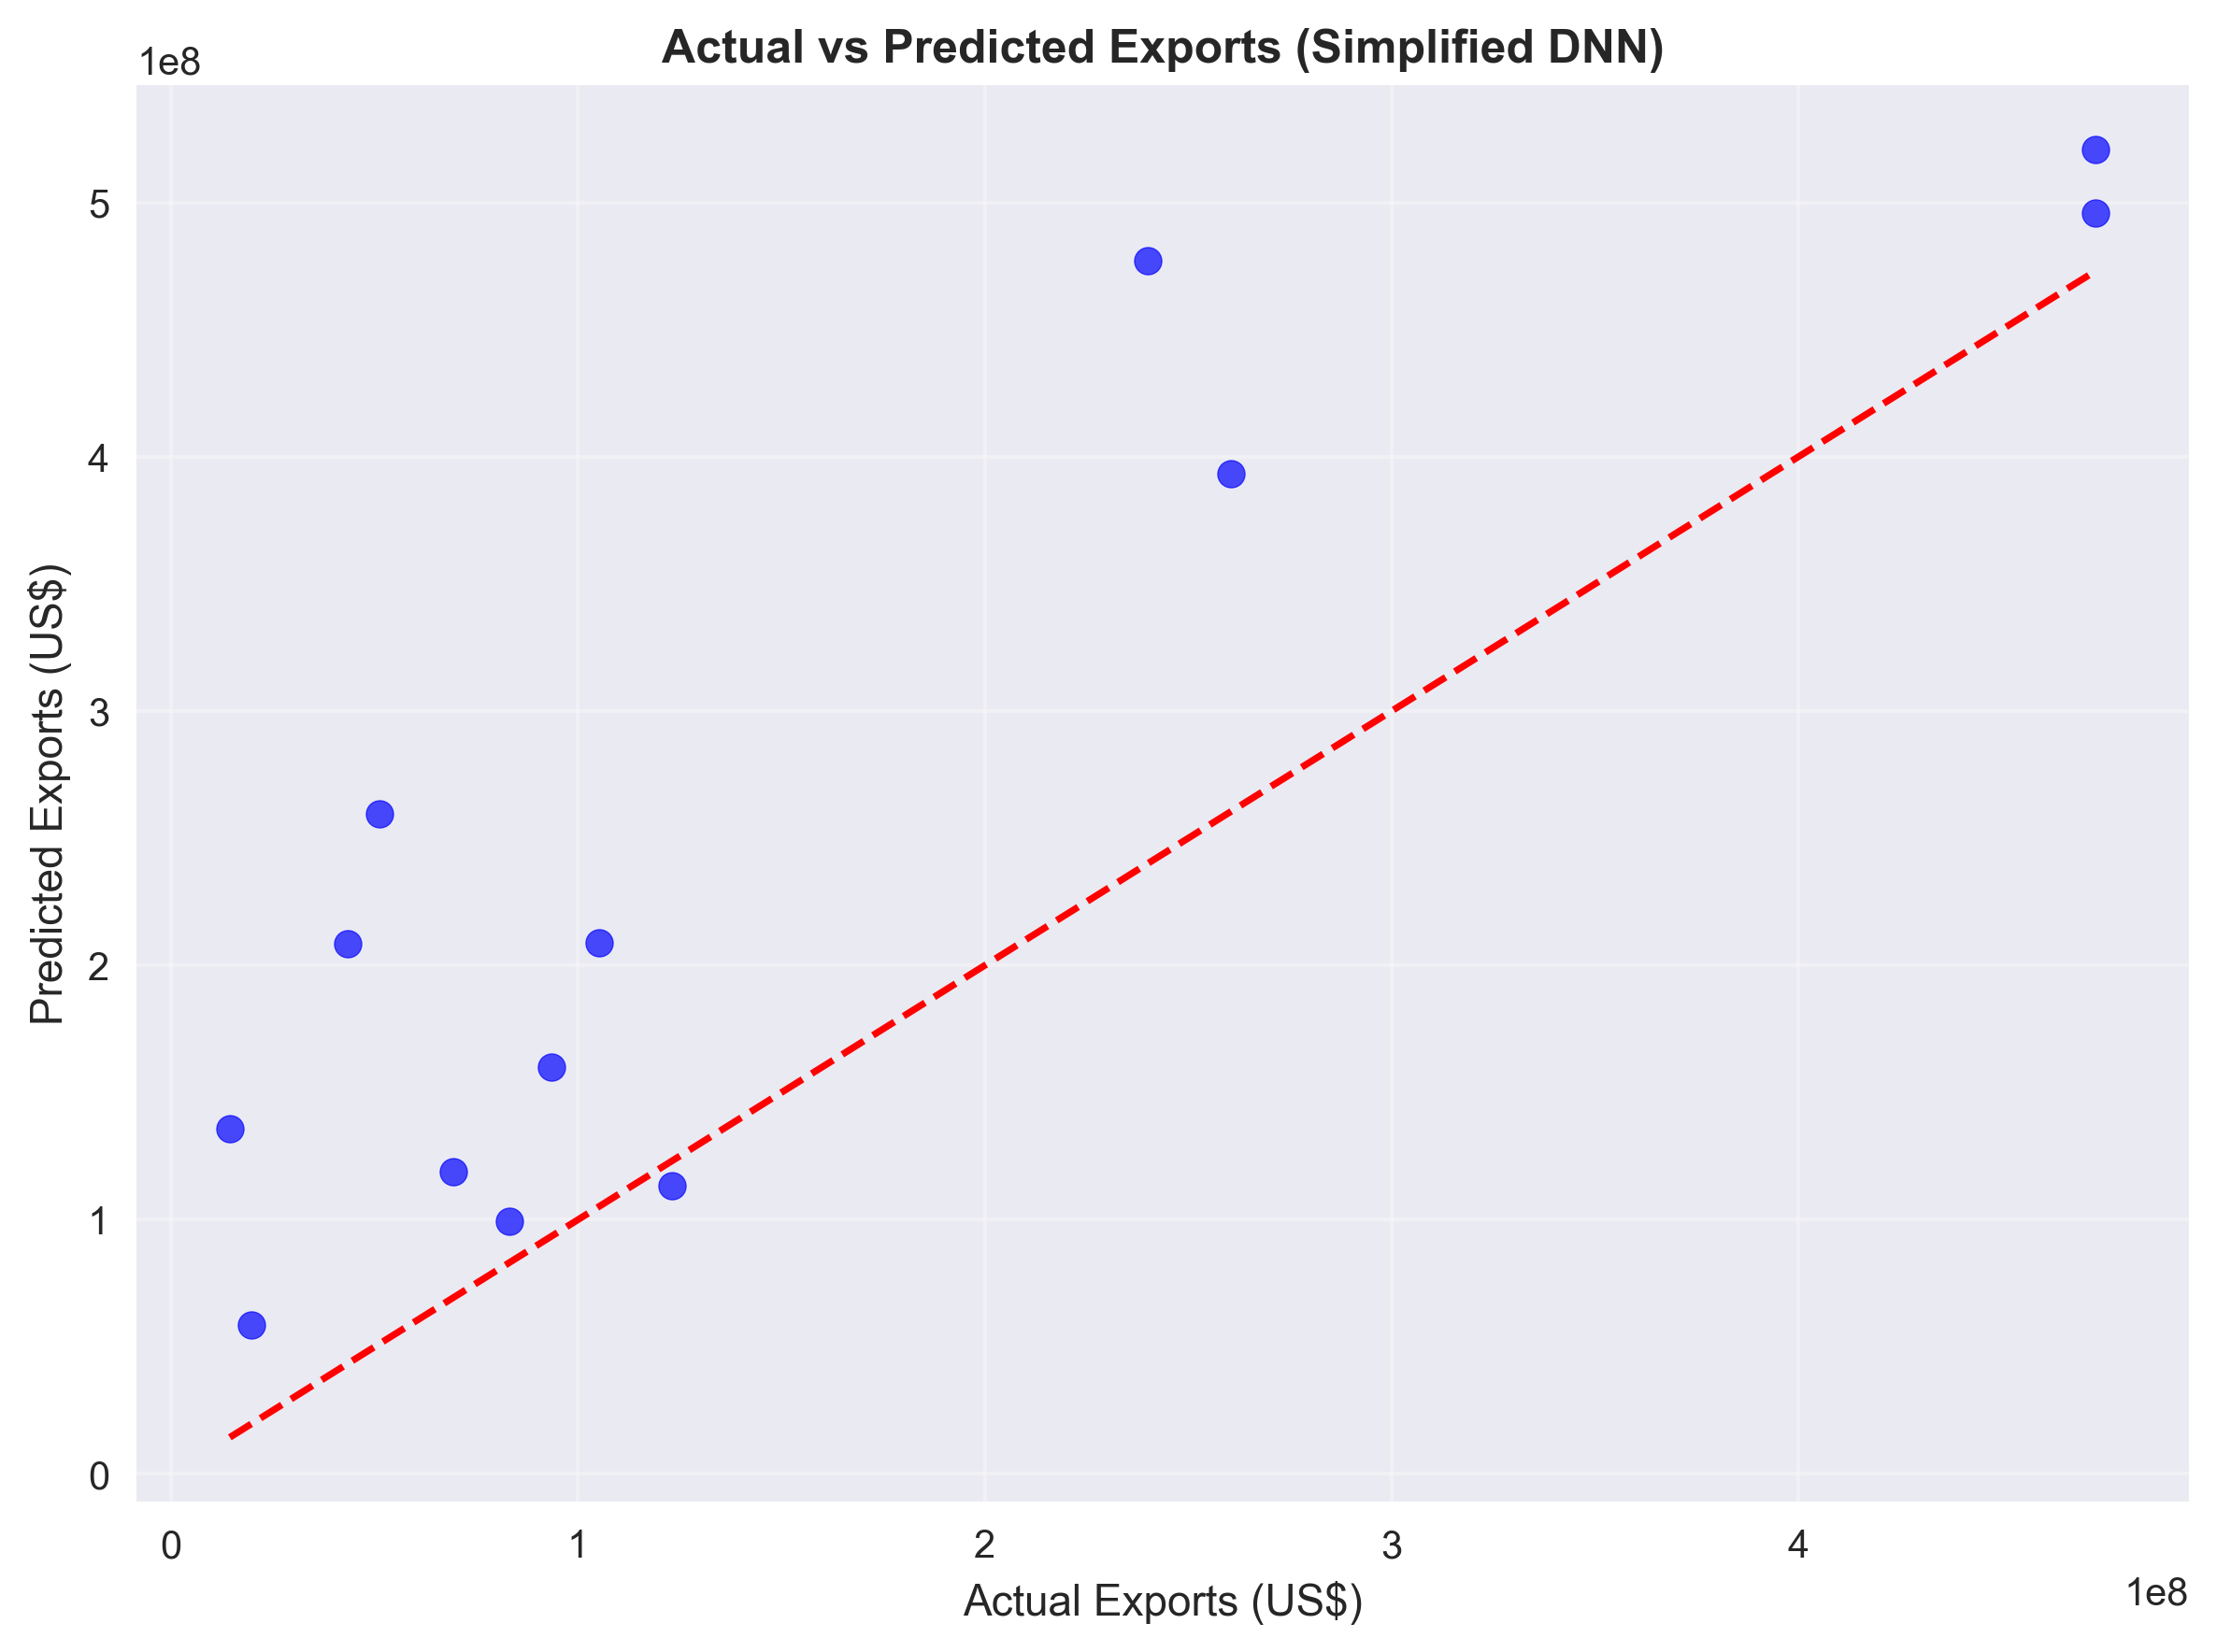 Actual vs Predicted Exports (Simplified DNN)
1e8
5
4
3
2
1
0
Predicted Exports (US$)
0 1 2 3 4
1e8
Actual Exports (US$)